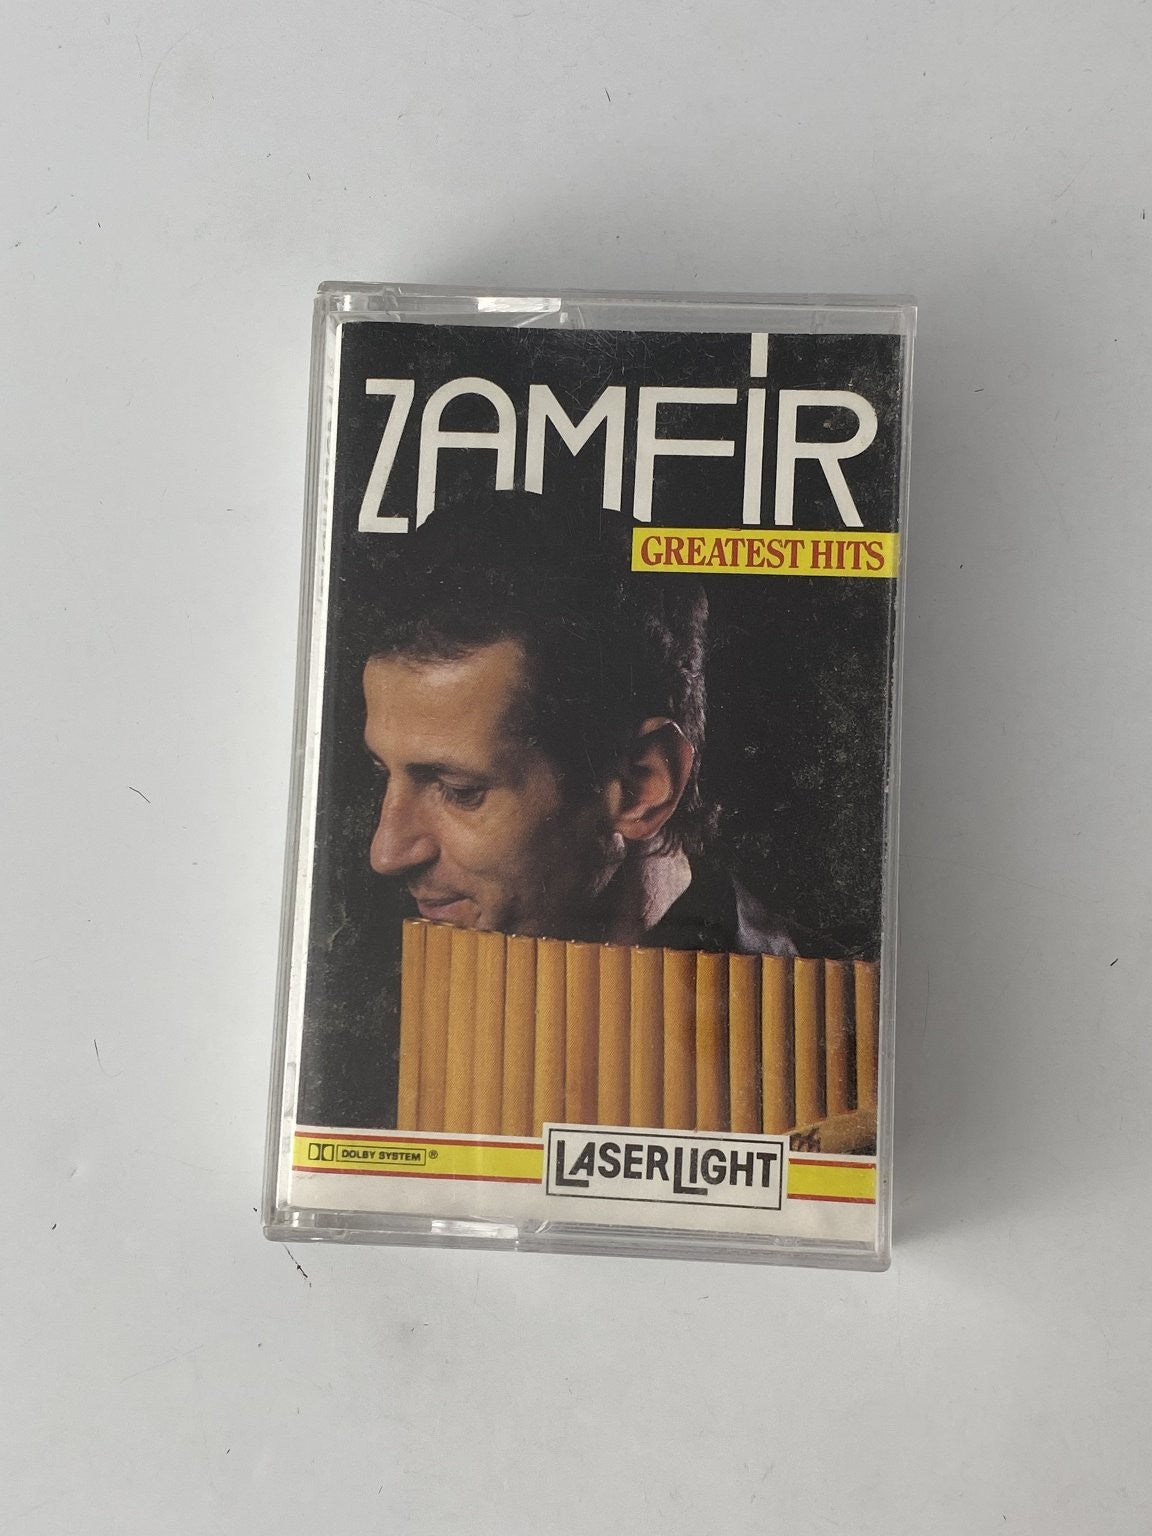 ZAMFIR
GREATEST HITS
DOLBY SYSTEM ®
LASERLIGHT